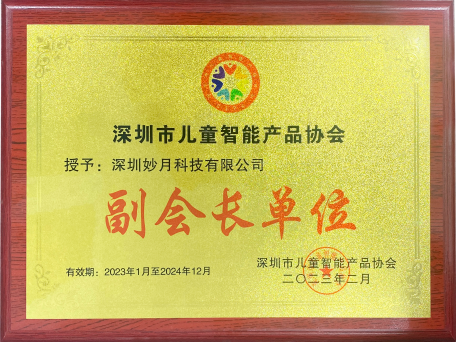 深圳市儿童智能产品协会
授予：深圳妙月科技有限公司
副会长单位
有效期：2023年1月至2024年12月
深圳市儿童智能产品协会
二〇二三年二月